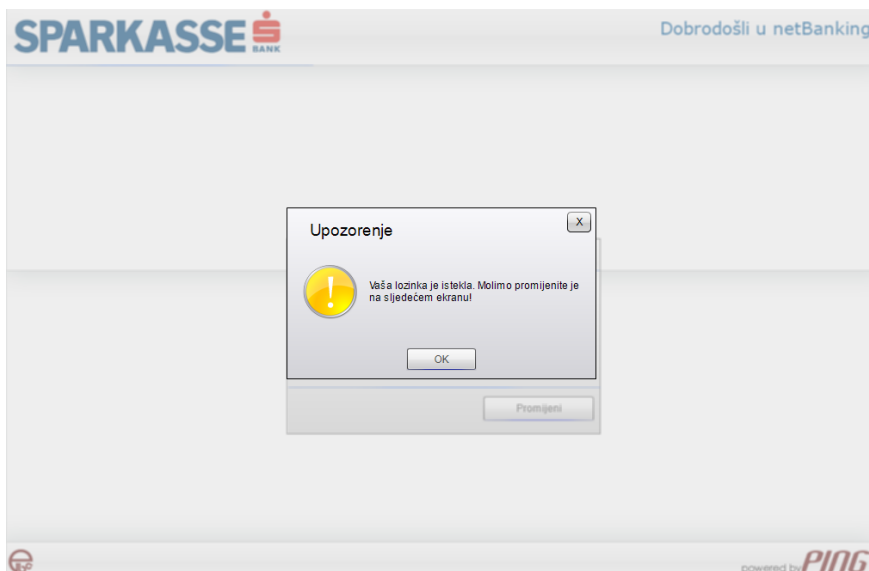 SPARKASSE S
BANK
Dobrodošli u netBanking
Upozorenje
X
Vaša lozinka je istekla. Molimo promijenite je
na sljedećem ekranu!
OK
Promijeni
powered by PING